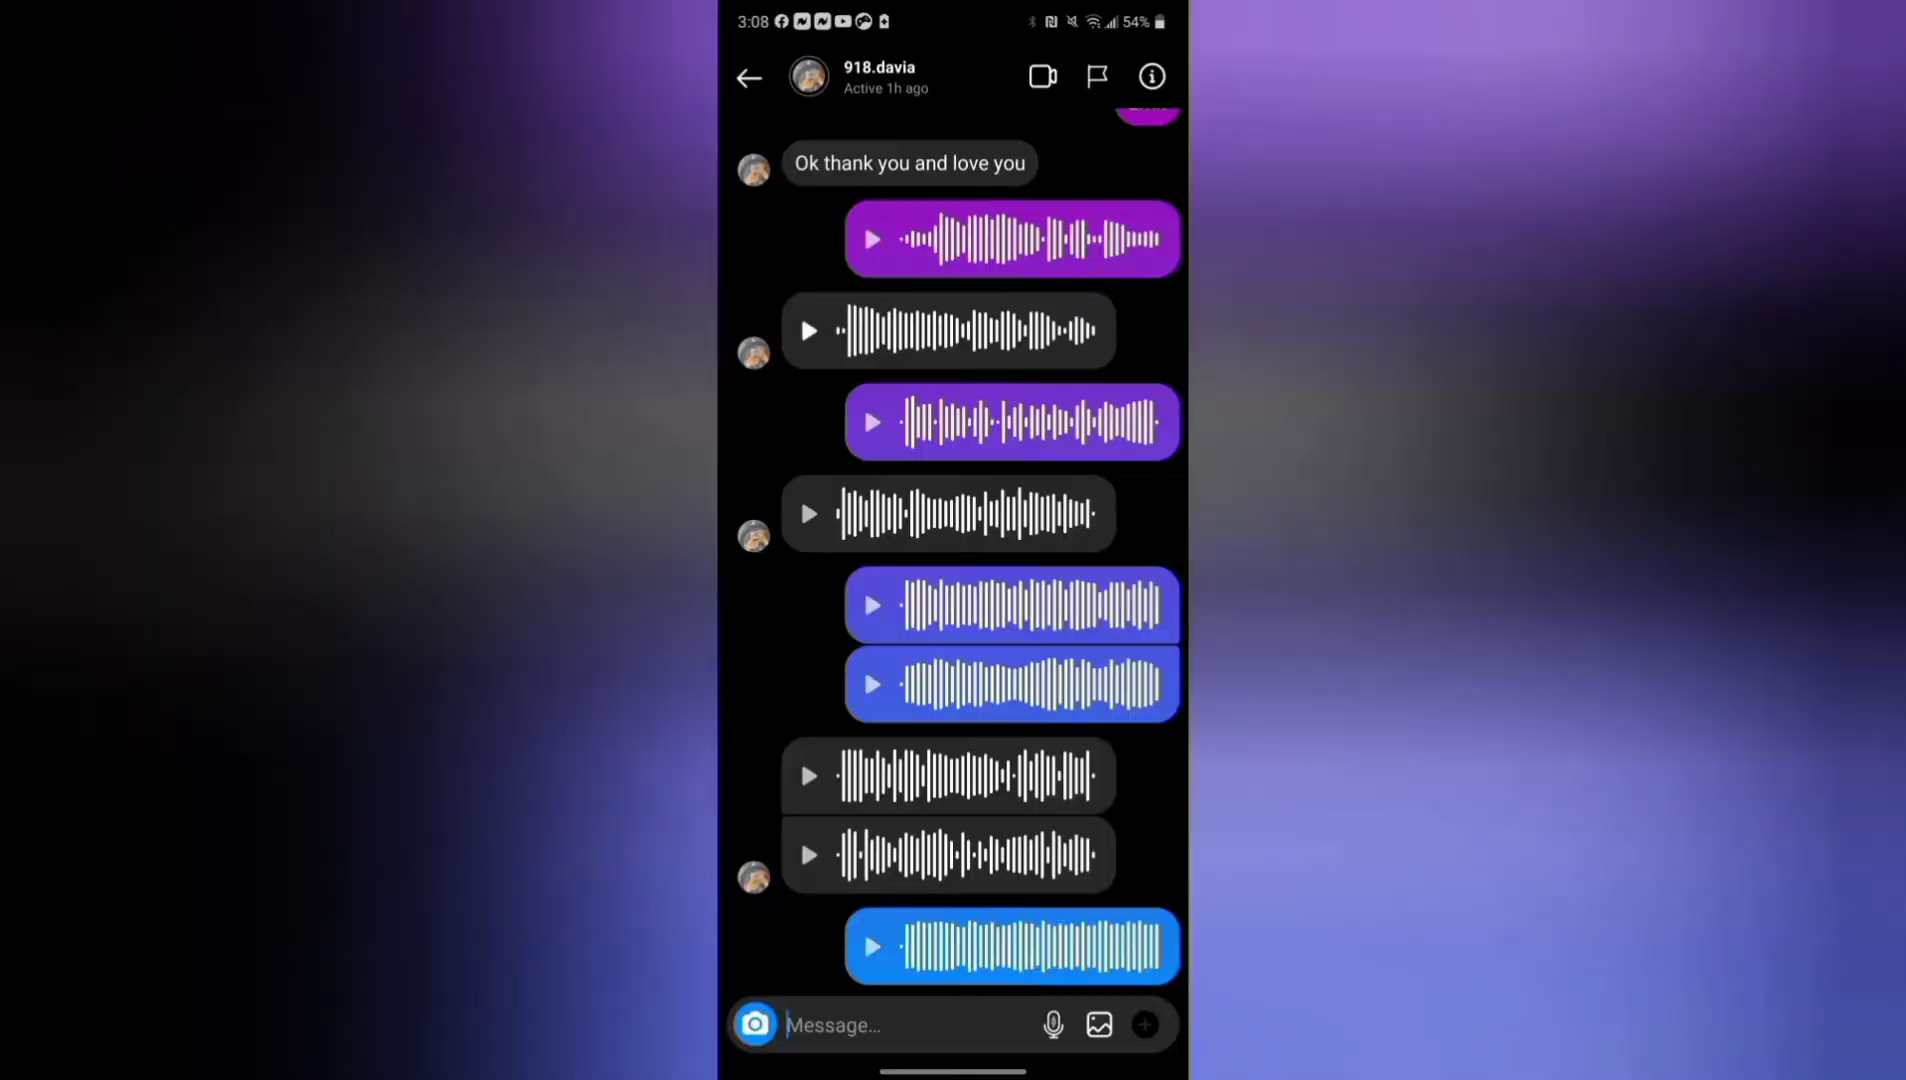 3:08
54%
918.davia
Active 1h ago
Ok thank you and love you
Message...